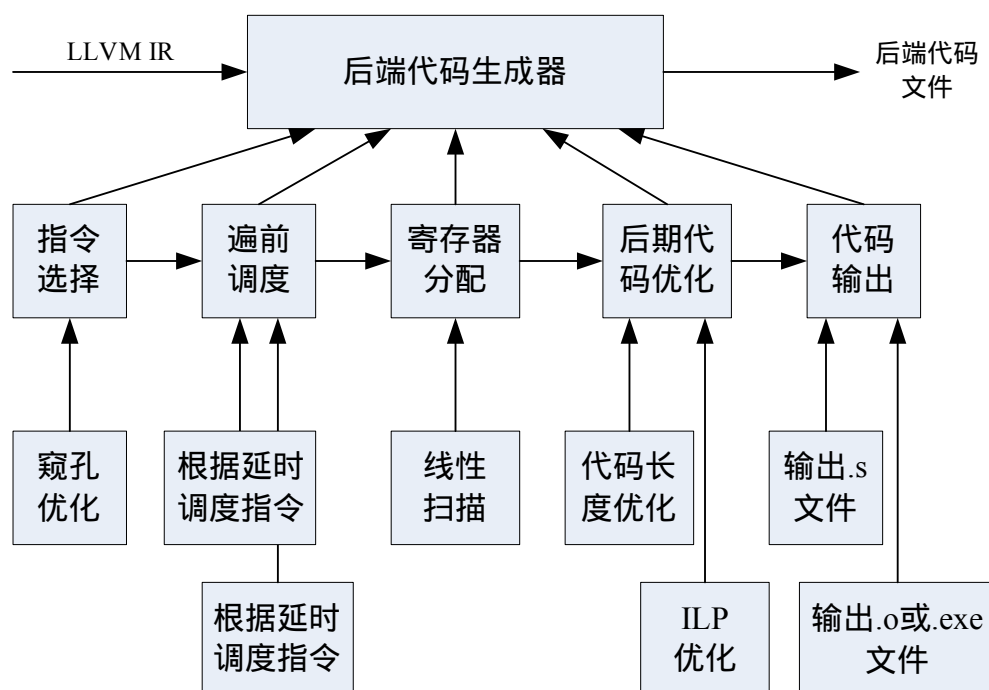 LLVM IR
后端代码生成器
后端代码
文件
指令
选择
遍前
调度
寄存器
分配
后期代
码优化
代码
输出
窥孔
优化
根据延时
调度指令
线性
扫描
代码长
度优化
输出.s
文件
根据延时
调度指令
ILP
优化
输出.o或.exe
文件